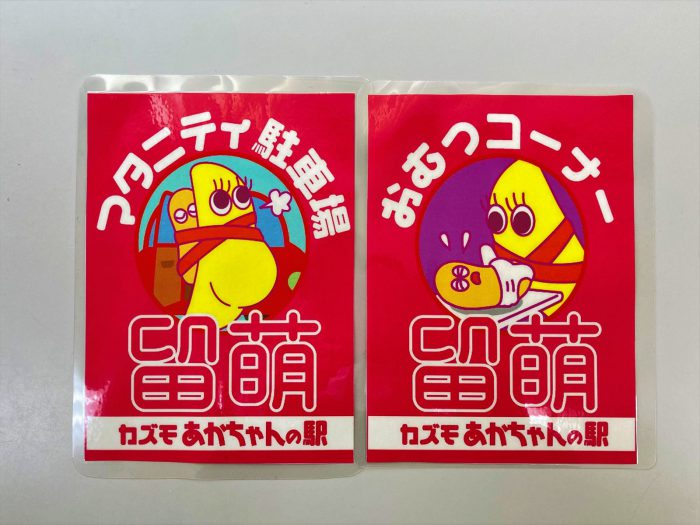 マタニティ駐車場
留萌
カズモ あかちゃんの駅
おむつコーナー
留萌
カズモ あかちゃんの駅